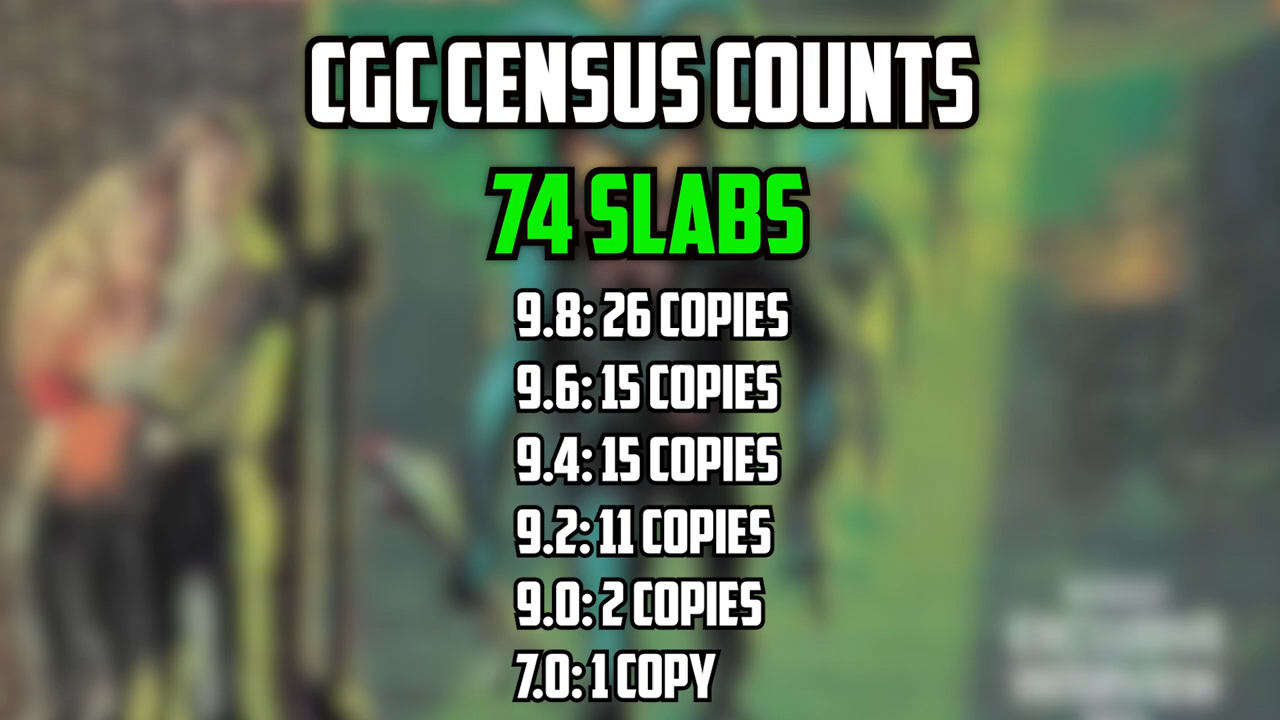 CGC CENSUS COUNTS
74 SLABS
9.8: 26 COPIES
9.6: 15 COPIES
9.4: 15 COPIES
9.2: 11 COPIES
9.0: 2 COPIES
7.0: 1 COPY